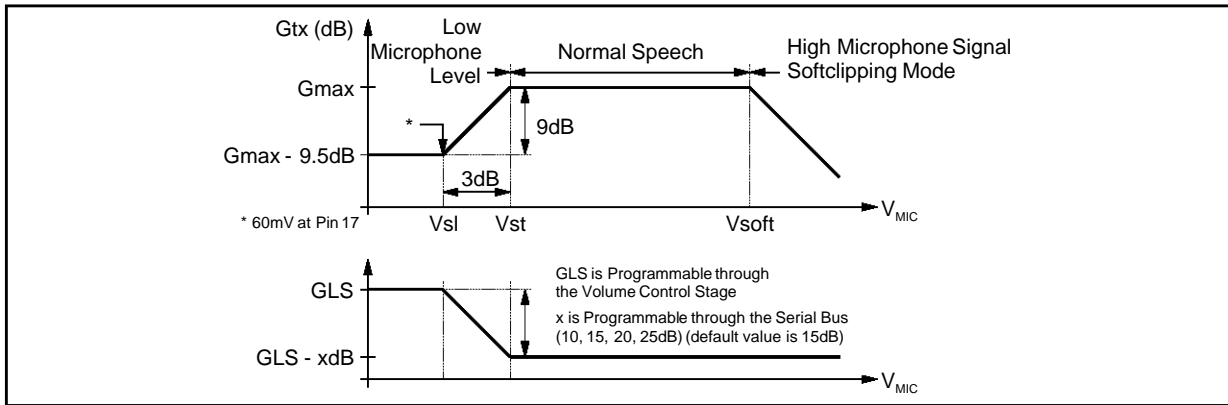 Gtx (dB)
Low
Microphone
Level
Normal Speech
High Microphone Signal
Softclipping Mode
Gmax
*
9dB
Gmax - 9.5dB
3dB
* 60mV at Pin 17
Vsl
Vst
Vsoft
VMIC
GLS
GLS is Programmable through
the Volume Control Stage
x is Programmable through the Serial Bus
(10, 15, 20, 25dB) (default value is 15dB)
GLS - xdB
VMIC